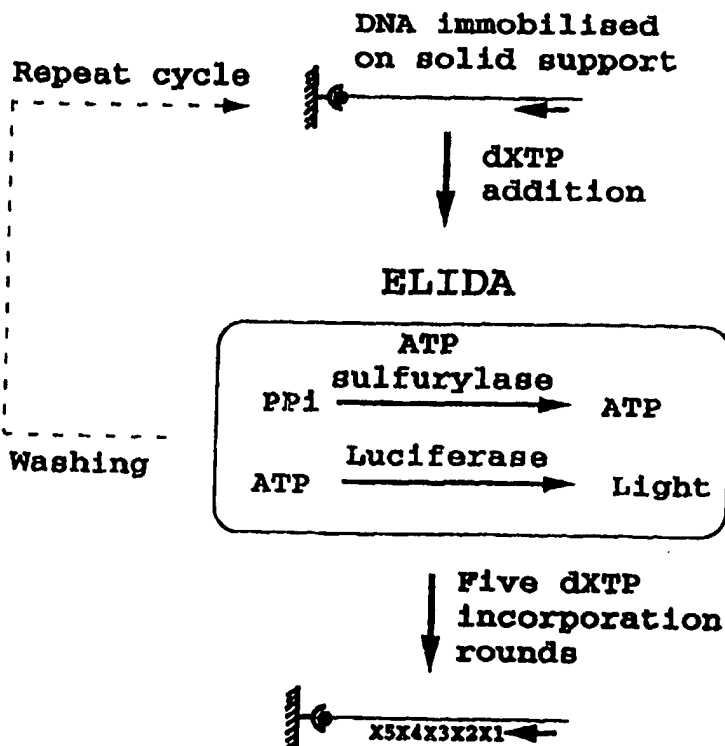 DNA immobilised
on solid support
Repeat cycle
dXTP
addition
ELIDA
ATP
sulfurylase
PPi
ATP
Washing
Luciferase
ATP
Light
Five dXTP
incorporation
rounds
X5X4X3X2X1